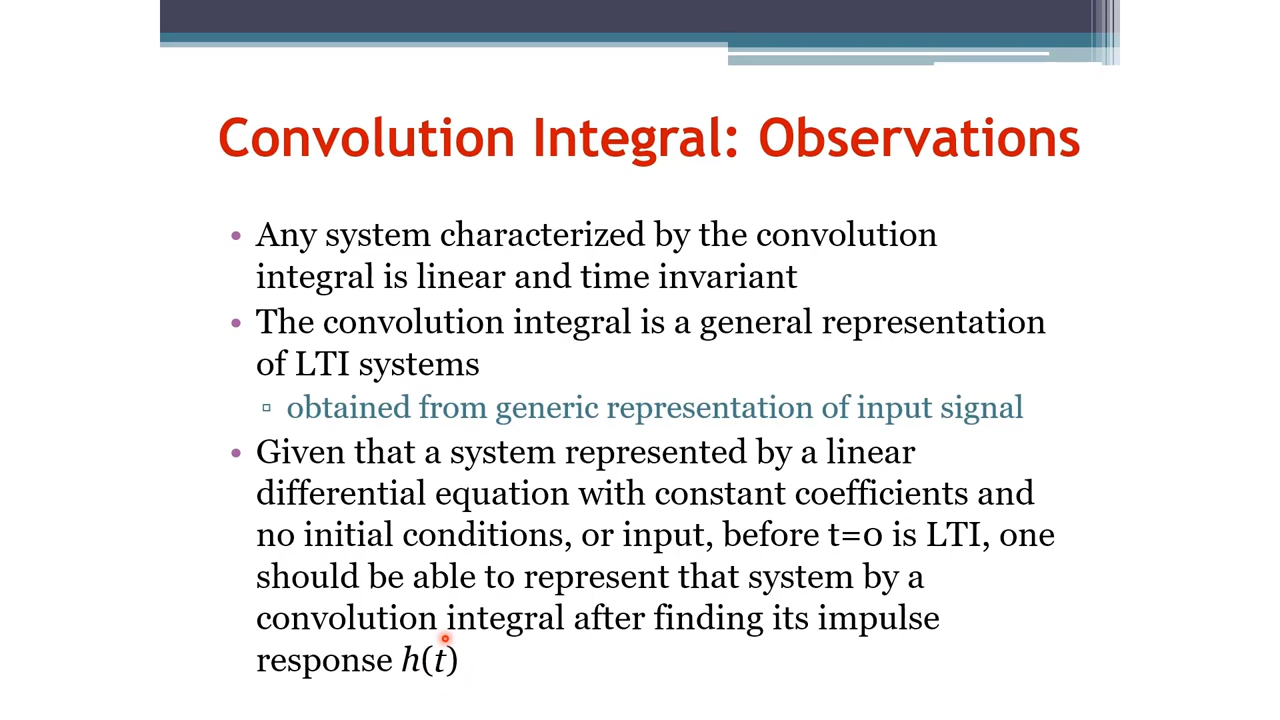 Convolution Integral: Observations
• Any system characterized by the convolution
integral is linear and time invariant
• The convolution integral is a general representation
of LTI systems
▫ obtained from generic representation of input signal
• Given that a system represented by a linear
differential equation with constant coefficients and
no initial conditions, or input, before t=0 is LTI, one
should be able to represent that system by a
convolution integral after finding its impulse
response h(t)